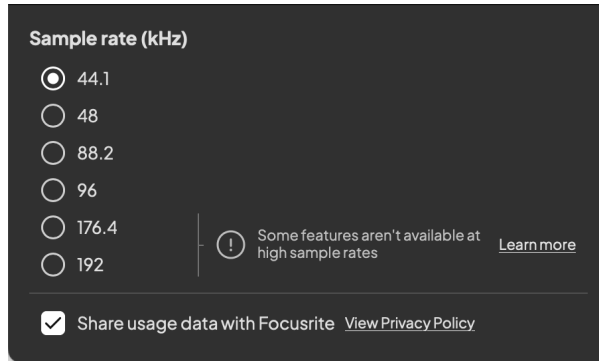 Sample rate (kHz)
44.1
48
88.2
96
176.4
192
Some features aren't available at
high sample rates
Learn more
Share usage data with Focusrite View Privacy Policy